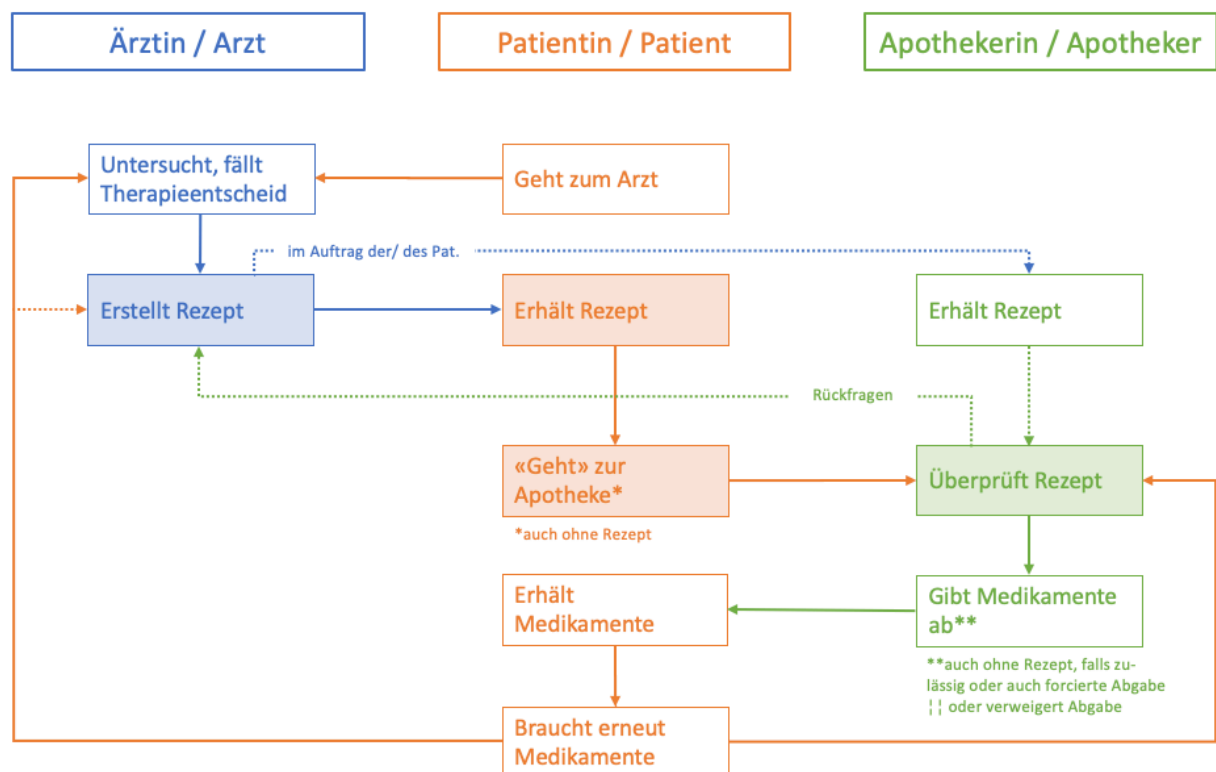 Ärztin / Arzt
Patientin / Patient
Apothekerin / Apotheker
Untersucht, fällt
Therapieentscheid
Geht zum Arzt
im Auftrag der/ des Pat.
Erstellt Rezept
Erhält Rezept
Erhält Rezept
Rückfragen
«Geht» zur
Apotheke*
Überprüft Rezept
*auch ohne Rezept
Erhält
Medikamente
Gibt Medikamente
ab**
**auch ohne Rezept, falls zu-
lässig oder auch forcierte Abgabe
¦¦ oder verweigert Abgabe
Braucht erneut
Medikamente